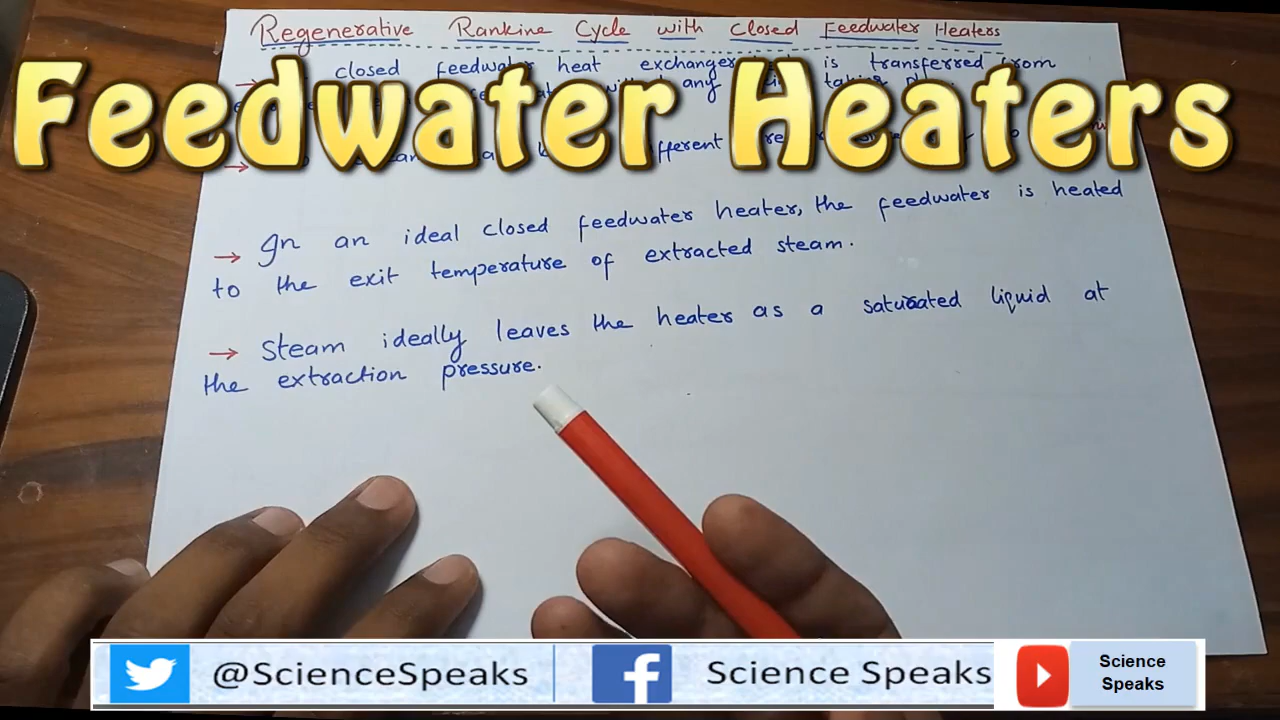 Regenerative Rankine Cycle with Closed Feedwater Heaters
closed feedwater heat exchanger is transferred from
any
Feedwater Heaters
→ In an ideal closed feedwater heater, the feedwater is heated
to the exit temperature of extracted steam.
→ Steam ideally leaves the heater as a saturated liquid at
the extraction pressure.
@ScienceSpeaks
Science Speaks
Science
Speaks